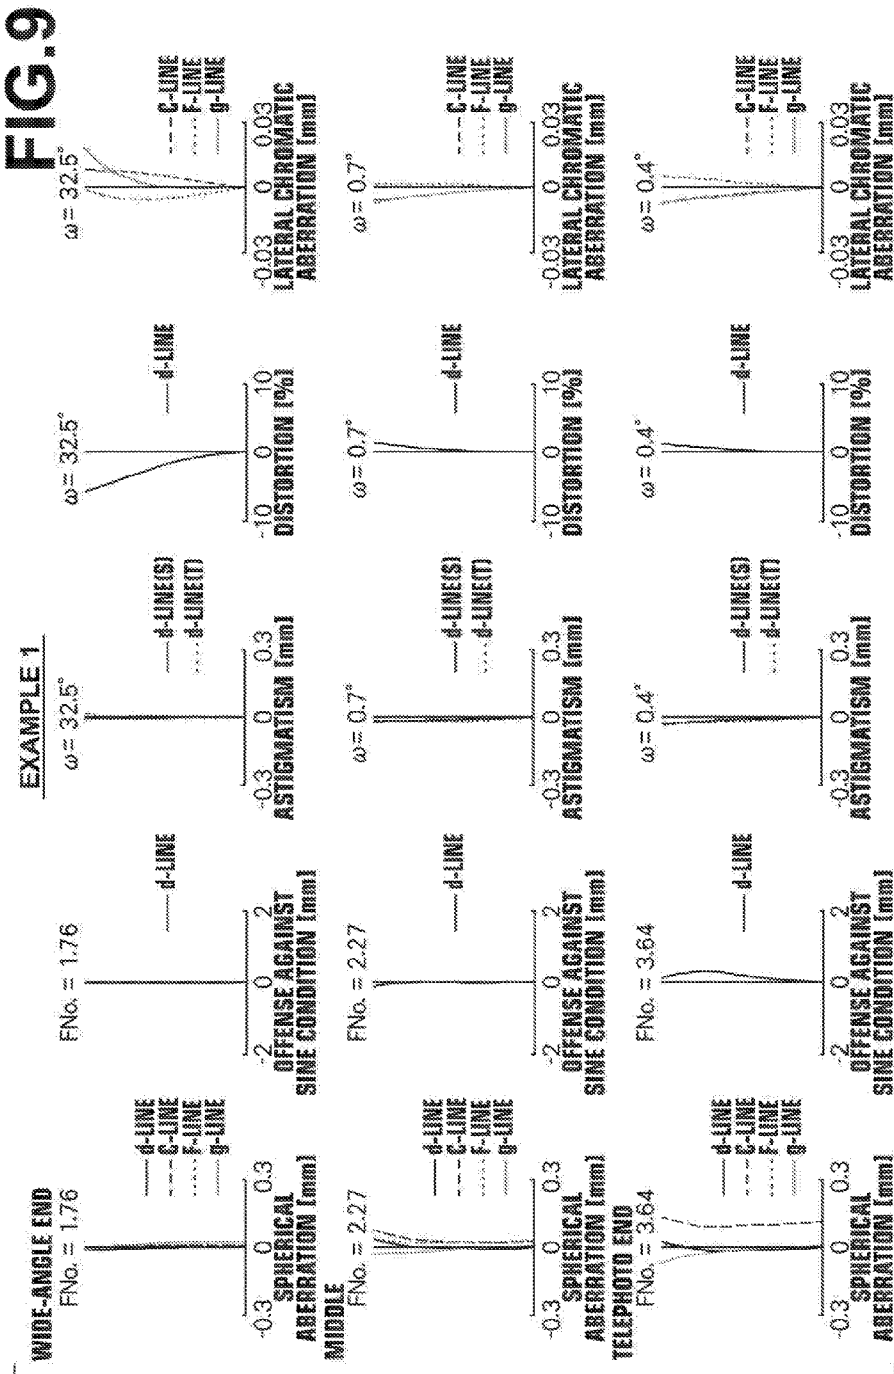 FIG.9
EXAMPLE 1
WIDE-ANGLE END
FNo. = 1.76
d-LINE
C-LINE
F-LINE
g-LINE
-0.3 0 0.3
SPHERICAL
ABERRATION [mm]
FNo. = 1.76
d-LINE
-2 0 2
OFFENSE AGAINST
SINE CONDITION [mm]
ω= 32.5°
d-LINE(S)
d-LINE(T)
-0.3 0 0.3
ASTIGMATISM [mm]
ω= 32.5°
d-LINE
-10 0 10
DISTORTION [%]
ω= 32.5°
C-LINE
F-LINE
g-LINE
-0.03 0 0.03
LATERAL CHROMATIC
ABERRATION [mm]
MIDDLE
FNo. = 2.27
d-LINE
C-LINE
F-LINE
g-LINE
-0.3 0 0.3
SPHERICAL
ABERRATION [mm]
FNo. = 2.27
d-LINE
-2 0 2
OFFENSE AGAINST
SINE CONDITION [mm]
ω= 0.7°
d-LINE(S)
d-LINE(T)
-0.3 0 0.3
ASTIGMATISM [mm]
ω= 0.7°
d-LINE
-10 0 10
DISTORTION [%]
ω= 0.7°
C-LINE
F-LINE
g-LINE
-0.03 0 0.03
LATERAL CHROMATIC
ABERRATION [mm]
TELEPHOTO END
FNo. = 3.64
d-LINE
C-LINE
F-LINE
g-LINE
-0.3 0 0.3
SPHERICAL
ABERRATION [mm]
FNo. = 3.64
d-LINE
-2 0 2
OFFENSE AGAINST
SINE CONDITION [mm]
ω= 0.4°
d-LINE(S)
d-LINE(T)
-0.3 0 0.3
ASTIGMATISM [mm]
ω= 0.4°
d-LINE
-10 0 10
DISTORTION [%]
ω= 0.4°
C-LINE
F-LINE
g-LINE
-0.03 0 0.03
LATERAL CHROMATIC
ABERRATION [mm]